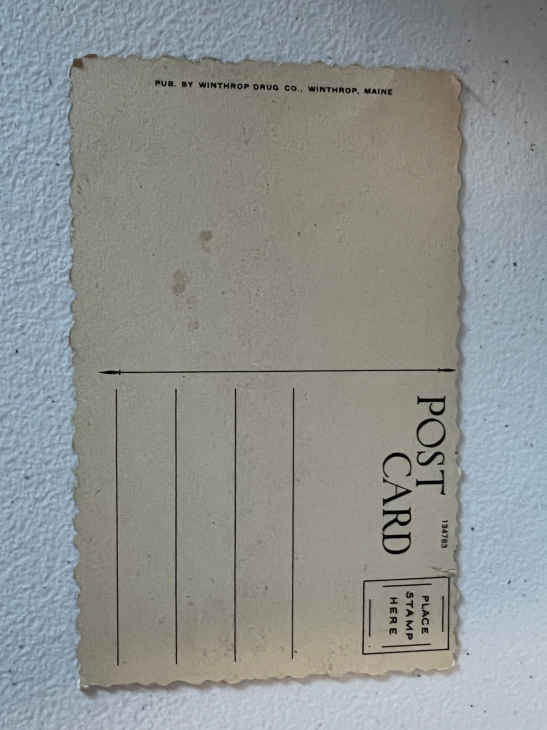 PUB. BY WINTHROP DRUG CO., WINTHROP, MAINE
POST
CARD
134783
PLACE
STAMP
HERE